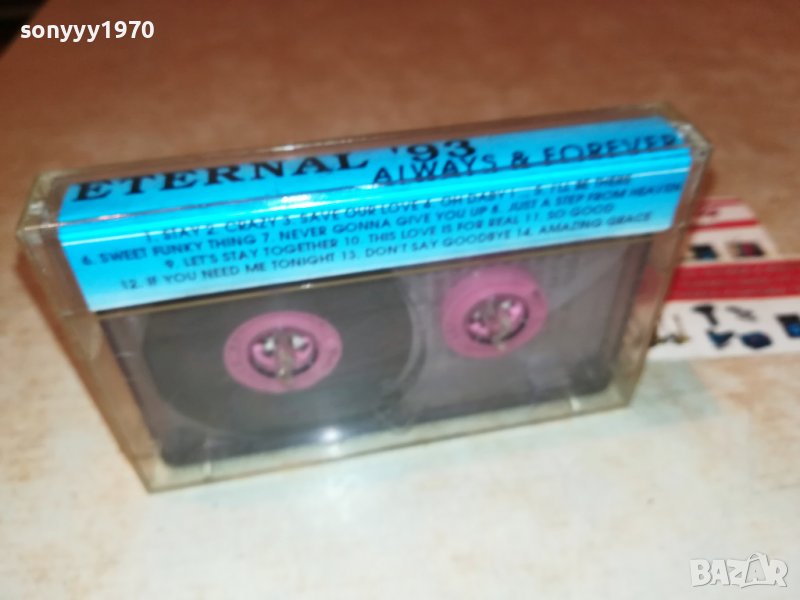 sonyyy1970
ETERNAL '93
ALWAYS & FOREVER
1. STAY 2. CRAZY 3. SAVE OUR LOVE 4. OH BABY I... 5. I'LL BE THERE
6. SWEET FUNKY THING 7. NEVER GONNA GIVE YOU UP 8. JUST A STEP FROM HEAVEN
9. LET'S STAY TOGETHER 10. THIS LOVE IS FOR REAL 11. SO GOOD
12. IF YOU NEED ME TONIGHT 13. DON'T SAY GOODBYE 14. AMAZING GRACE
BAZAR